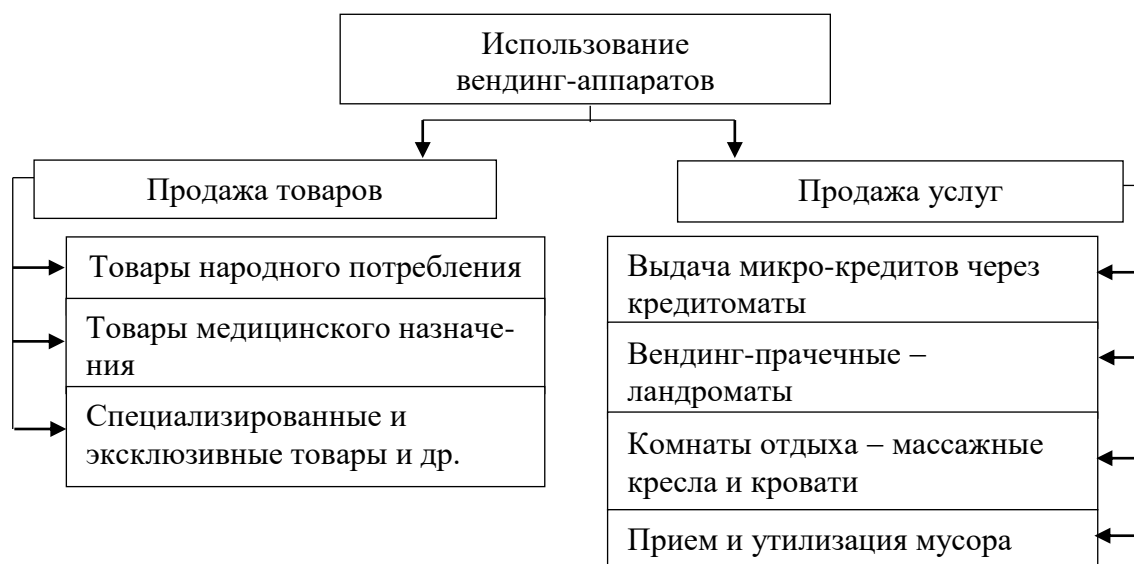 Использование
вендинг-аппаратов
Продажа товаров
Товары народного потребления
Товары медицинского назначе-
ния
Специализированные и
эксклюзивные товары и др.
Продажа услуг
Выдача микро-кредитов через
кредитоматы
Вендинг-прачечные –
ландроматы
Комнаты отдыха – массажные
кресла и кровати
Прием и утилизация мусора